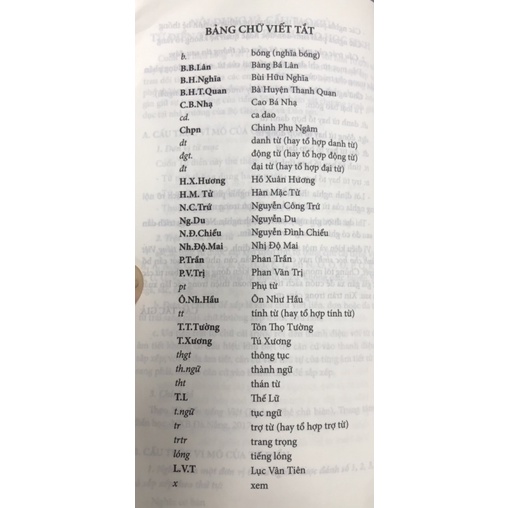 BẢNG CHỮ VIẾT TẮT
b. bóng (nghĩa bóng)
B.B.Lân Bàng Bá Lân
B.H.Nghĩa Bùi Hữu Nghĩa
B.H.T.Quan Bà Huyện Thanh Quan
C.B.Nhạ Cao Bá Nhạ
cd. ca dao
Chpn Chinh Phụ Ngâm
dt danh từ (hay tổ hợp danh từ)
đgt. động từ (hay tổ hợp động từ)
đt đại từ (hay tổ hợp đại từ)
H.X.Hương Hồ Xuân Hương
H.M. Tử Hàn Mặc Tử
N.C.Trứ Nguyễn Công Trứ
Ng.Du Nguyễn Du
N.Đ.Chiểu Nguyễn Đình Chiểu
Nh.Độ.Mai Nhị Độ Mai
P.Trần Phan Trần
P.V.Trị Phan Văn Trị
pt Phụ từ
Ô.Nh.Hầu Ôn Như Hầu
tt tính từ (hay tổ hợp tính từ)
T.T.Tường Tôn Thọ Tường
T.Xương Tú Xương
thgt thông tục
th.ngữ thành ngữ
tht thán từ
T.L Thế Lữ
t.ngữ tục ngữ
tr trợ từ (hay tổ hợp trợ từ)
trtr trang trọng
lóng tiếng lóng
L.V.T Lục Vân Tiên
x xem